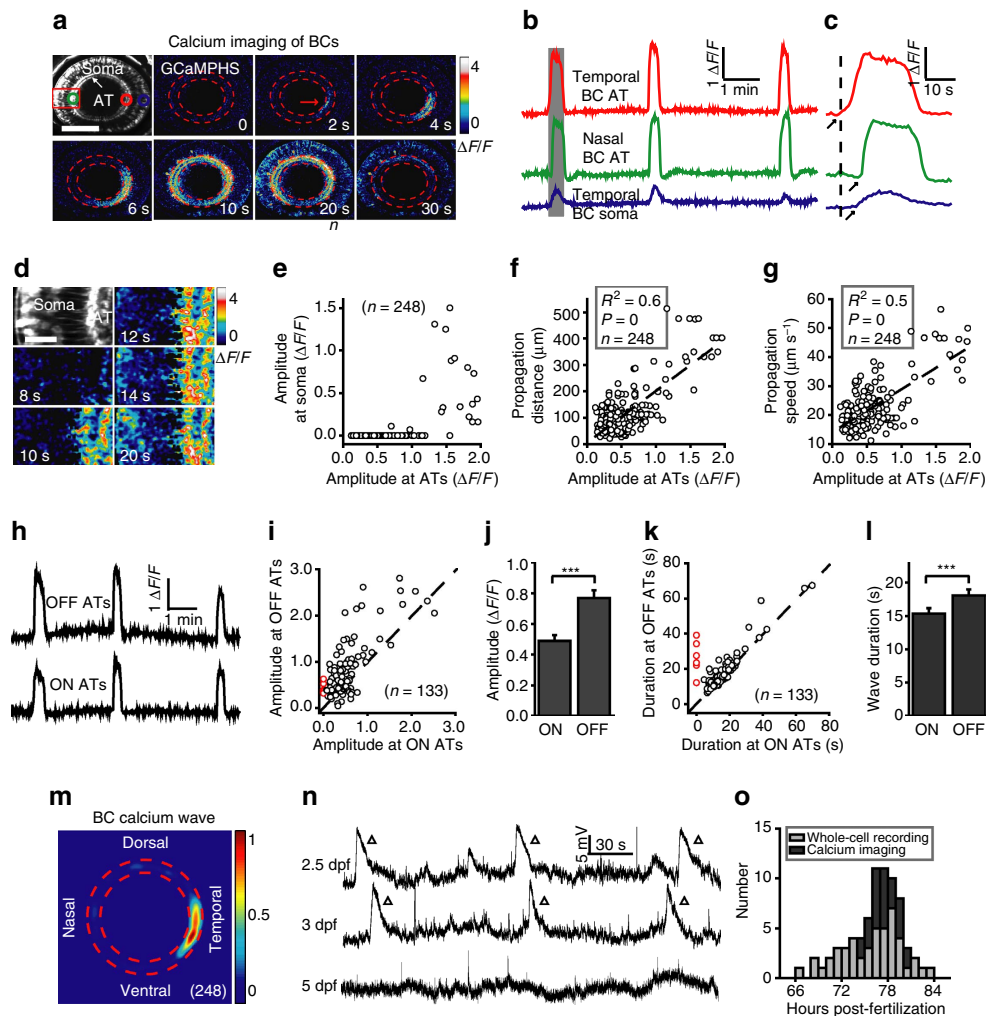 a
Calcium imaging of BCs
Soma
AT
GCaMPHS
0
2 s
4 s
6 s
10 s
20 s
30 s
4
0
ΔF/F
n
b
Temporal
BC AT
Nasal
BC AT
Temporal
BC soma
1 ΔF/F
1 min
c
1 ΔF/F
10 s
d
Soma
AT
12 s
8 s
14 s
10 s
20 s
4
0
ΔF/F
e
(n = 248)
Amplitude
at soma (ΔF/F)
1.5
1.0
0.5
0.0
0.0 0.5 1.0 1.5 2.0
Amplitude at ATs (ΔF/F)
f
R² = 0.6
P = 0
n = 248
Propagation
distance (μm)
500
400
300
200
100
0
0.0 0.5 1.0 1.5 2.0
Amplitude at ATs (ΔF/F)
g
R² = 0.5
P = 0
n = 248
Propagation
speed (μm s⁻¹)
60
50
40
30
20
10
0.0 0.5 1.0 1.5 2.0
Amplitude at ATs (ΔF/F)
h
OFF ATs
ON ATs
1 ΔF/F
1 min
i
Amplitude at OFF ATs
3.0
2.0
1.0
0.0
(n = 133)
0.0 1.0 2.0 3.0
Amplitude at ON ATs
j
Amplitude (ΔF/F)
1.0
0.8
0.6
0.4
0.2
0.0
***
ON OFF
k
Duration at OFF ATs (s)
80
60
40
20
0
(n = 133)
0 20 40 60 80
Duration at ON ATs (s)
l
Wave duration (s)
20
15
10
5
0
***
ON OFF
m
BC calcium wave
Dorsal
Nasal
Temporal
Ventral
(248)
1
0.5
0
n
2.5 dpf
3 dpf
5 dpf
5 mV
30 s
o
Whole-cell recording
Calcium imaging
Number
15
10
5
0
66 72 78 84
Hours post-fertilization